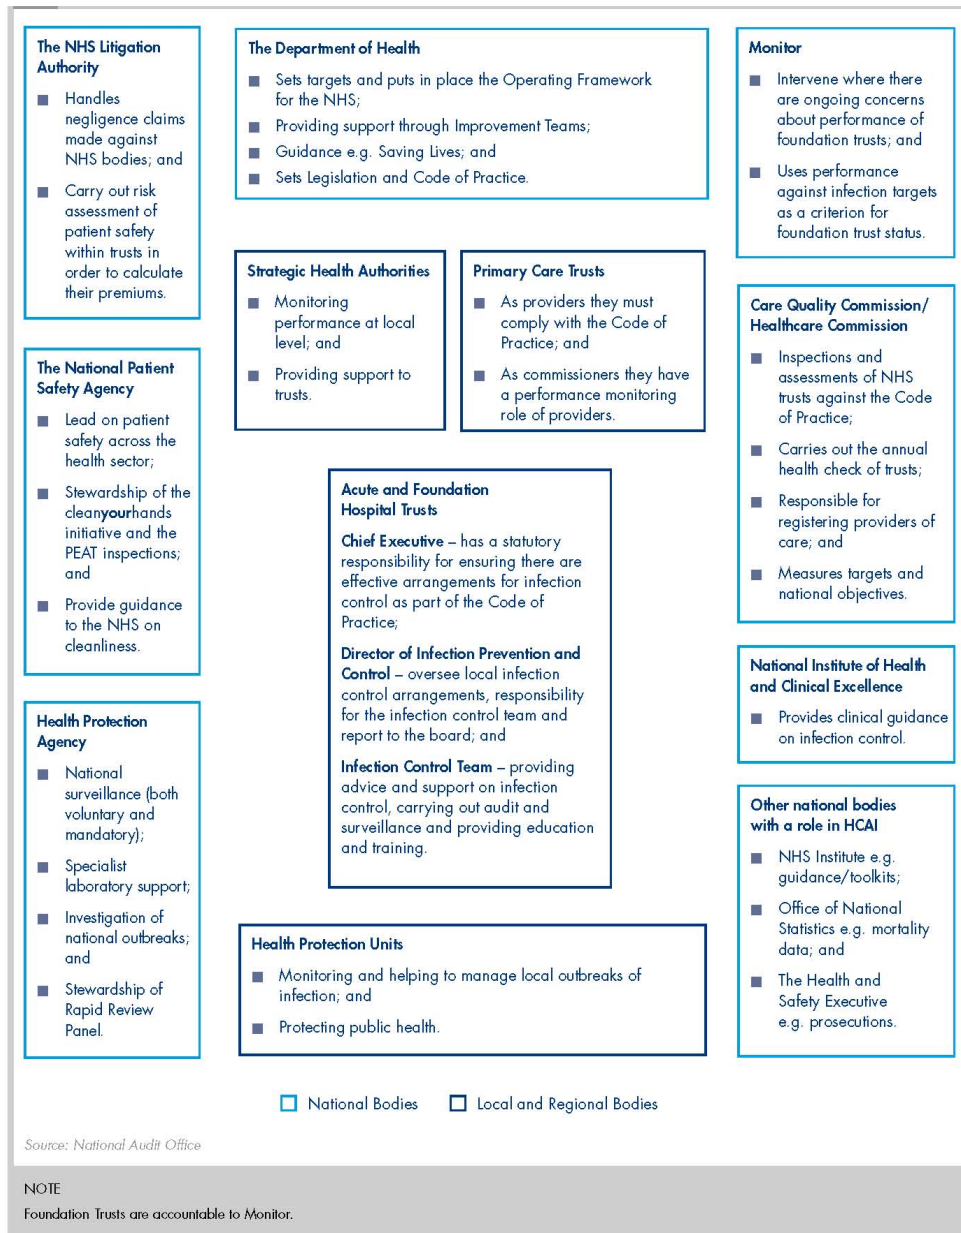 The NHS Litigation
Authority
■ Handles
negligence claims
made against
NHS bodies; and
■ Carry out risk
assessment of
patient safety
within trusts in
order to calculate
their premiums.
The National Patient
Safety Agency
■ Lead on patient
safety across the
health sector;
■ Stewardship of the
cleanyourhands
initiative and the
PEAT inspections;
and
■ Provide guidance
to the NHS on
cleanliness.
Health Protection
Agency
■ National
surveillance (both
voluntary and
mandatory);
■ Specialist
laboratory support;
■ Investigation of
national outbreaks;
and
■ Stewardship of
Rapid Review
Panel.
The Department of Health
■ Sets targets and puts in place the Operating Framework
for the NHS;
■ Providing support through Improvement Teams;
■ Guidance e.g. Saving Lives; and
■ Sets Legislation and Code of Practice.
Strategic Health Authorities
■ Monitoring
performance at local
level; and
■ Providing support to
trusts.
Primary Care Trusts
■ As providers they must
comply with the Code of
Practice; and
■ As commissioners they have
a performance monitoring
role of providers.
Acute and Foundation
Hospital Trusts
Chief Executive – has a statutory
responsibility for ensuring there are
effective arrangements for infection
control as part of the Code of
Practice;
Director of Infection Prevention and
Control – oversee local infection
control arrangements, responsibility
for the infection control team and
report to the board; and
Infection Control Team – providing
advice and support on infection
control, carrying out audit and
surveillance and providing education
and training.
Health Protection Units
■ Monitoring and helping to manage local outbreaks of
infection; and
■ Protecting public health.
Monitor
■ Intervene where there
are ongoing concerns
about performance of
foundation trusts; and
■ Uses performance
against infection targets
as a criterion for
foundation trust status.
Care Quality Commission/
Healthcare Commission
■ Inspections and
assessments of NHS
trusts against the Code
of Practice;
■ Carries out the annual
health check of trusts;
■ Responsible for
registering providers of
care; and
■ Measures targets and
national objectives.
National Institute of Health
and Clinical Excellence
■ Provides clinical guidance
on infection control.
Other national bodies
with a role in HCAI
■ NHS Institute e.g.
guidance/toolkits;
■ Office of National
Statistics e.g. mortality
data; and
■ The Health and
Safety Executive
e.g. prosecutions.
National Bodies
Local and Regional Bodies
Source: National Audit Office
NOTE
Foundation Trusts are accountable to Monitor.